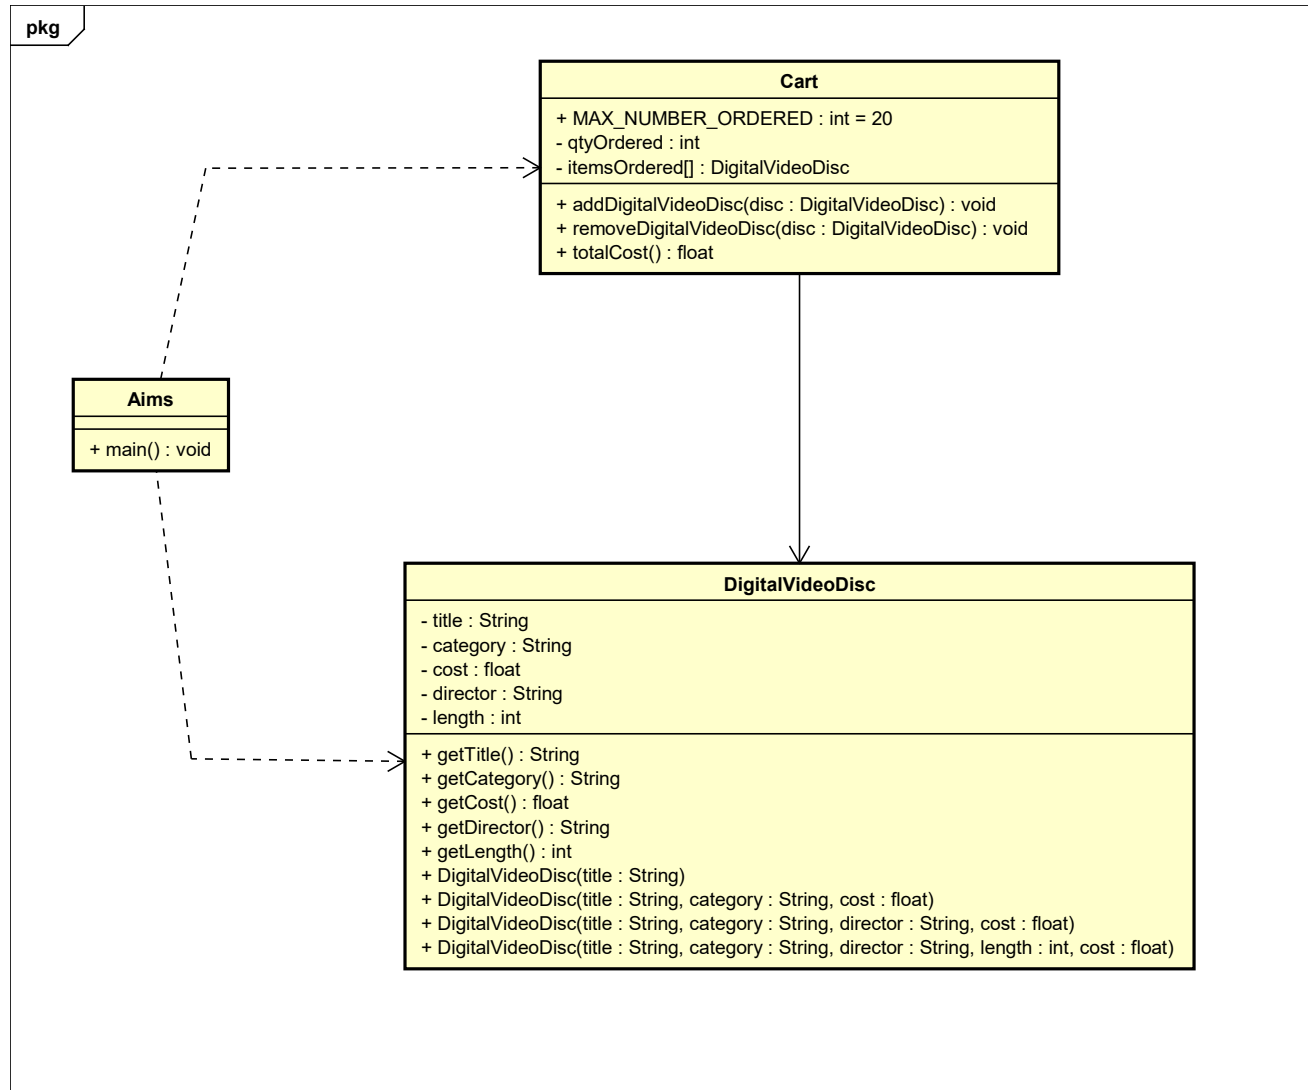 pkg
Cart
+ MAX_NUMBER_ORDERED : int = 20
- qtyOrdered : int
- itemsOrdered[] : DigitalVideoDisc
+ addDigitalVideoDisc(disc : DigitalVideoDisc) : void
+ removeDigitalVideoDisc(disc : DigitalVideoDisc) : void
+ totalCost() : float
Aims
+ main() : void
DigitalVideoDisc
- title : String
- category : String
- cost : float
- director : String
- length : int
+ getTitle() : String
+ getCategory() : String
+ getCost() : float
+ getDirector() : String
+ getLength() : int
+ DigitalVideoDisc(title : String)
+ DigitalVideoDisc(title : String, category : String, cost : float)
+ DigitalVideoDisc(title : String, category : String, director : String, cost : float)
+ DigitalVideoDisc(title : String, category : String, director : String, length : int, cost : float)